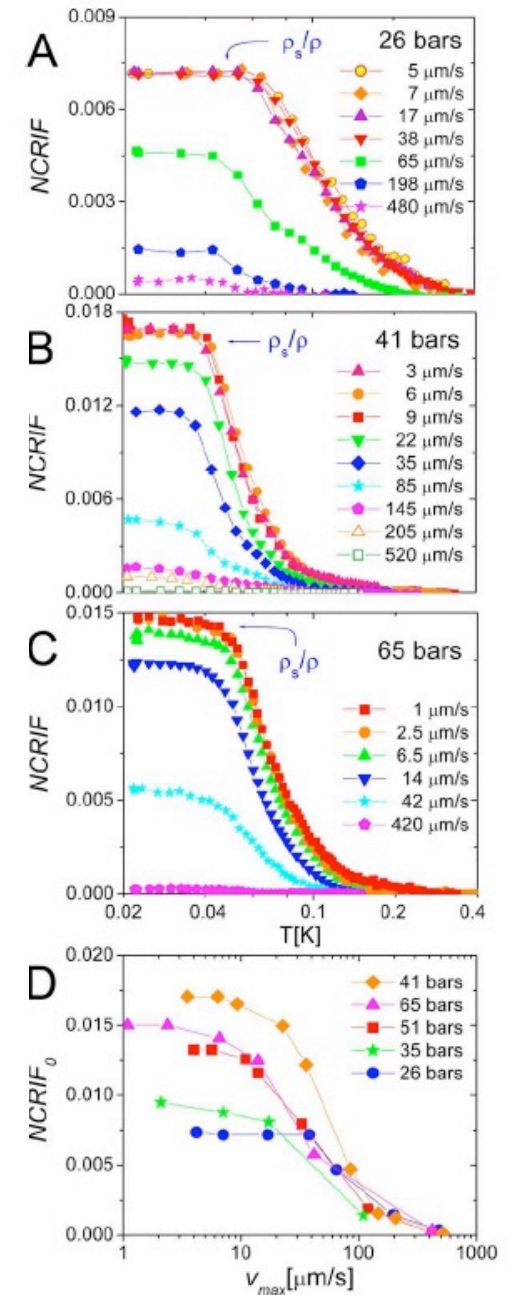 A
26 bars
ρs/ρ
5 μm/s
7 μm/s
17 μm/s
38 μm/s
65 μm/s
198 μm/s
480 μm/s
NCRIF
0.009
0.006
0.003
0.000
B
41 bars
ρs/ρ
3 μm/s
6 μm/s
9 μm/s
22 μm/s
35 μm/s
85 μm/s
145 μm/s
205 μm/s
520 μm/s
NCRIF
0.018
0.012
0.006
0.000
C
65 bars
ρs/ρ
1 μm/s
2.5 μm/s
6.5 μm/s
14 μm/s
42 μm/s
420 μm/s
NCRIF
0.015
0.010
0.005
0.000
0.02 0.04 0.1 0.2 0.4
T[K]
D
41 bars
65 bars
51 bars
35 bars
26 bars
NCRIF0
0.020
0.015
0.010
0.005
0.000
1 10 100 1000
vmax[μm/s]